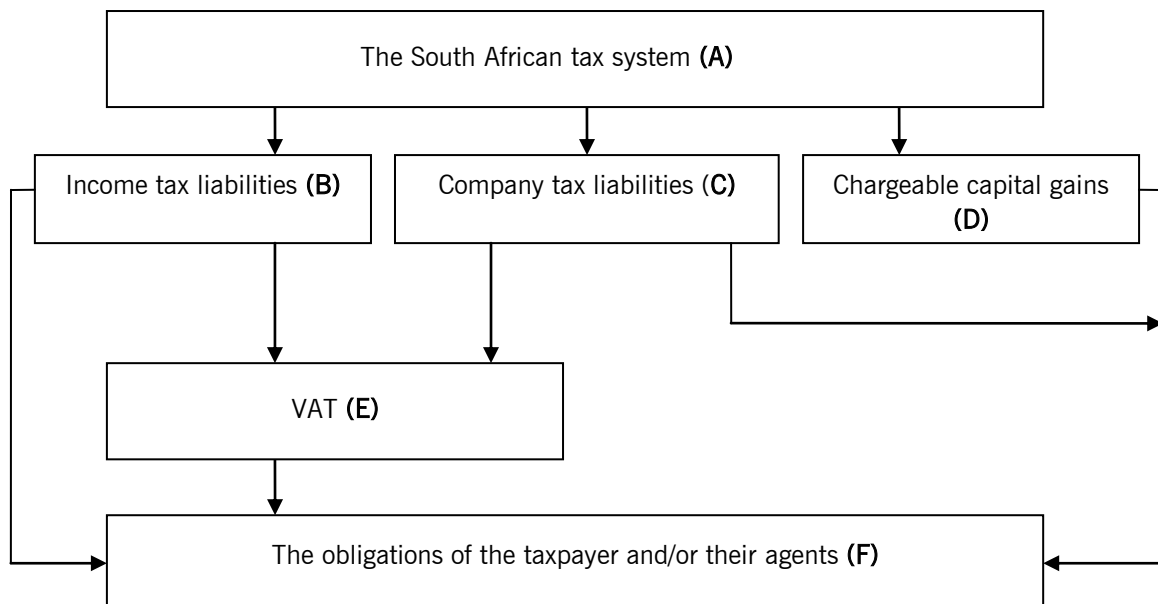 The South African tax system (A)
Income tax liabilities (B)
Company tax liabilities (C)
Chargeable capital gains
(D)
VAT (E)
The obligations of the taxpayer and/or their agents (F)